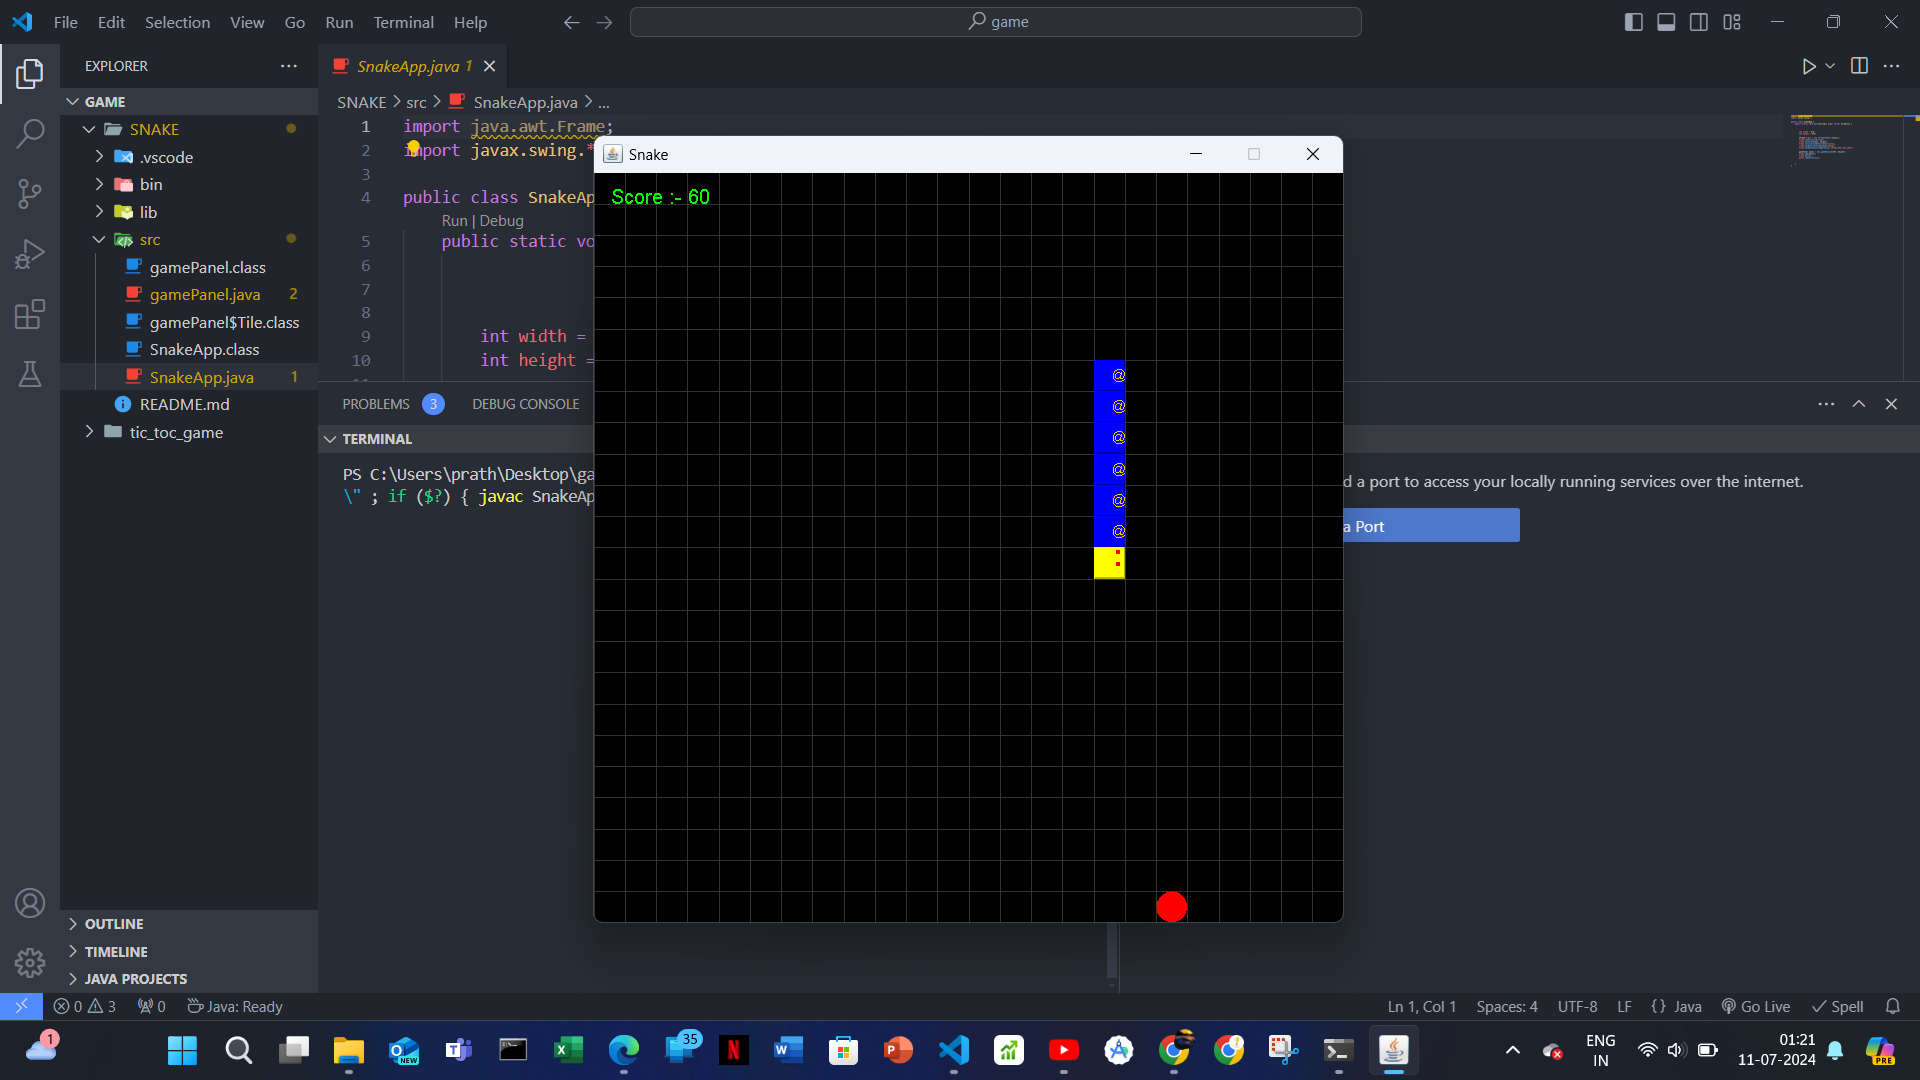 File Edit Selection View Go Run Terminal Help
game
EXPLORER
SnakeApp.java 1
GAME
SNAKE
.vscode
bin
lib
src
gamePanel.class
gamePanel.java 2
gamePanel$Tile.class
SnakeApp.class
SnakeApp.java 1
README.md
tic_toc_game
OUTLINE
TIMELINE
JAVA PROJECTS
SNAKE > src > SnakeApp.java > ...
1 import java.awt.Frame;
2 import javax.swing.*
3
4 public class SnakeAp
Run | Debug
5 public static vo
6
7
8
9 int width =
10 int height =
PROBLEMS 3 DEBUG CONSOLE
TERMINAL
PS C:\Users\prath\Desktop\ga
\" ; if ($?) { javac SnakeAp
d a port to access your locally running services over the internet.
a Port
Snake
Score :- 60
@
@
@
@
@
@
:
0 3 0 Java: Ready
Ln 1, Col 1 Spaces: 4 UTF-8 LF {} Java Go Live Spell
1
NEW
35
ENG
IN
01:21
11-07-2024
PRE